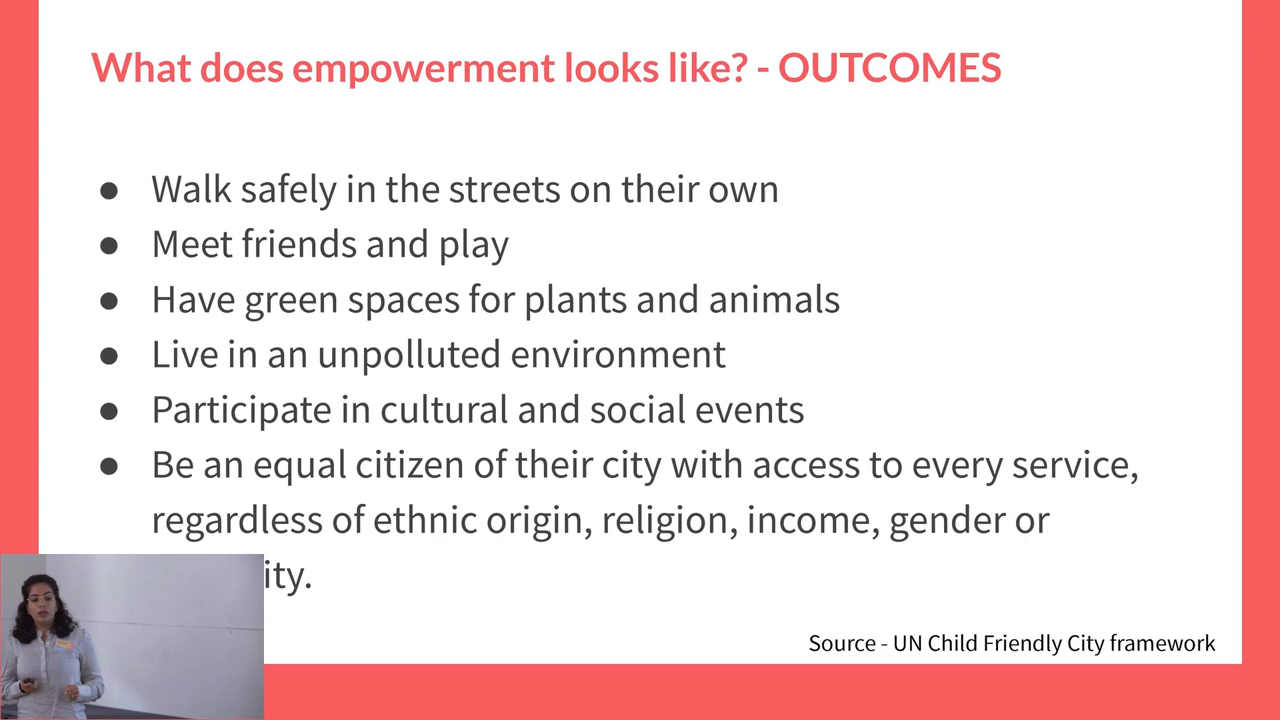 What does empowerment looks like? - OUTCOMES
● Walk safely in the streets on their own
● Meet friends and play
● Have green spaces for plants and animals
● Live in an unpolluted environment
● Participate in cultural and social events
● Be an equal citizen of their city with access to every service,
regardless of ethnic origin, religion, income, gender or
ity.
Source - UN Child Friendly City framework